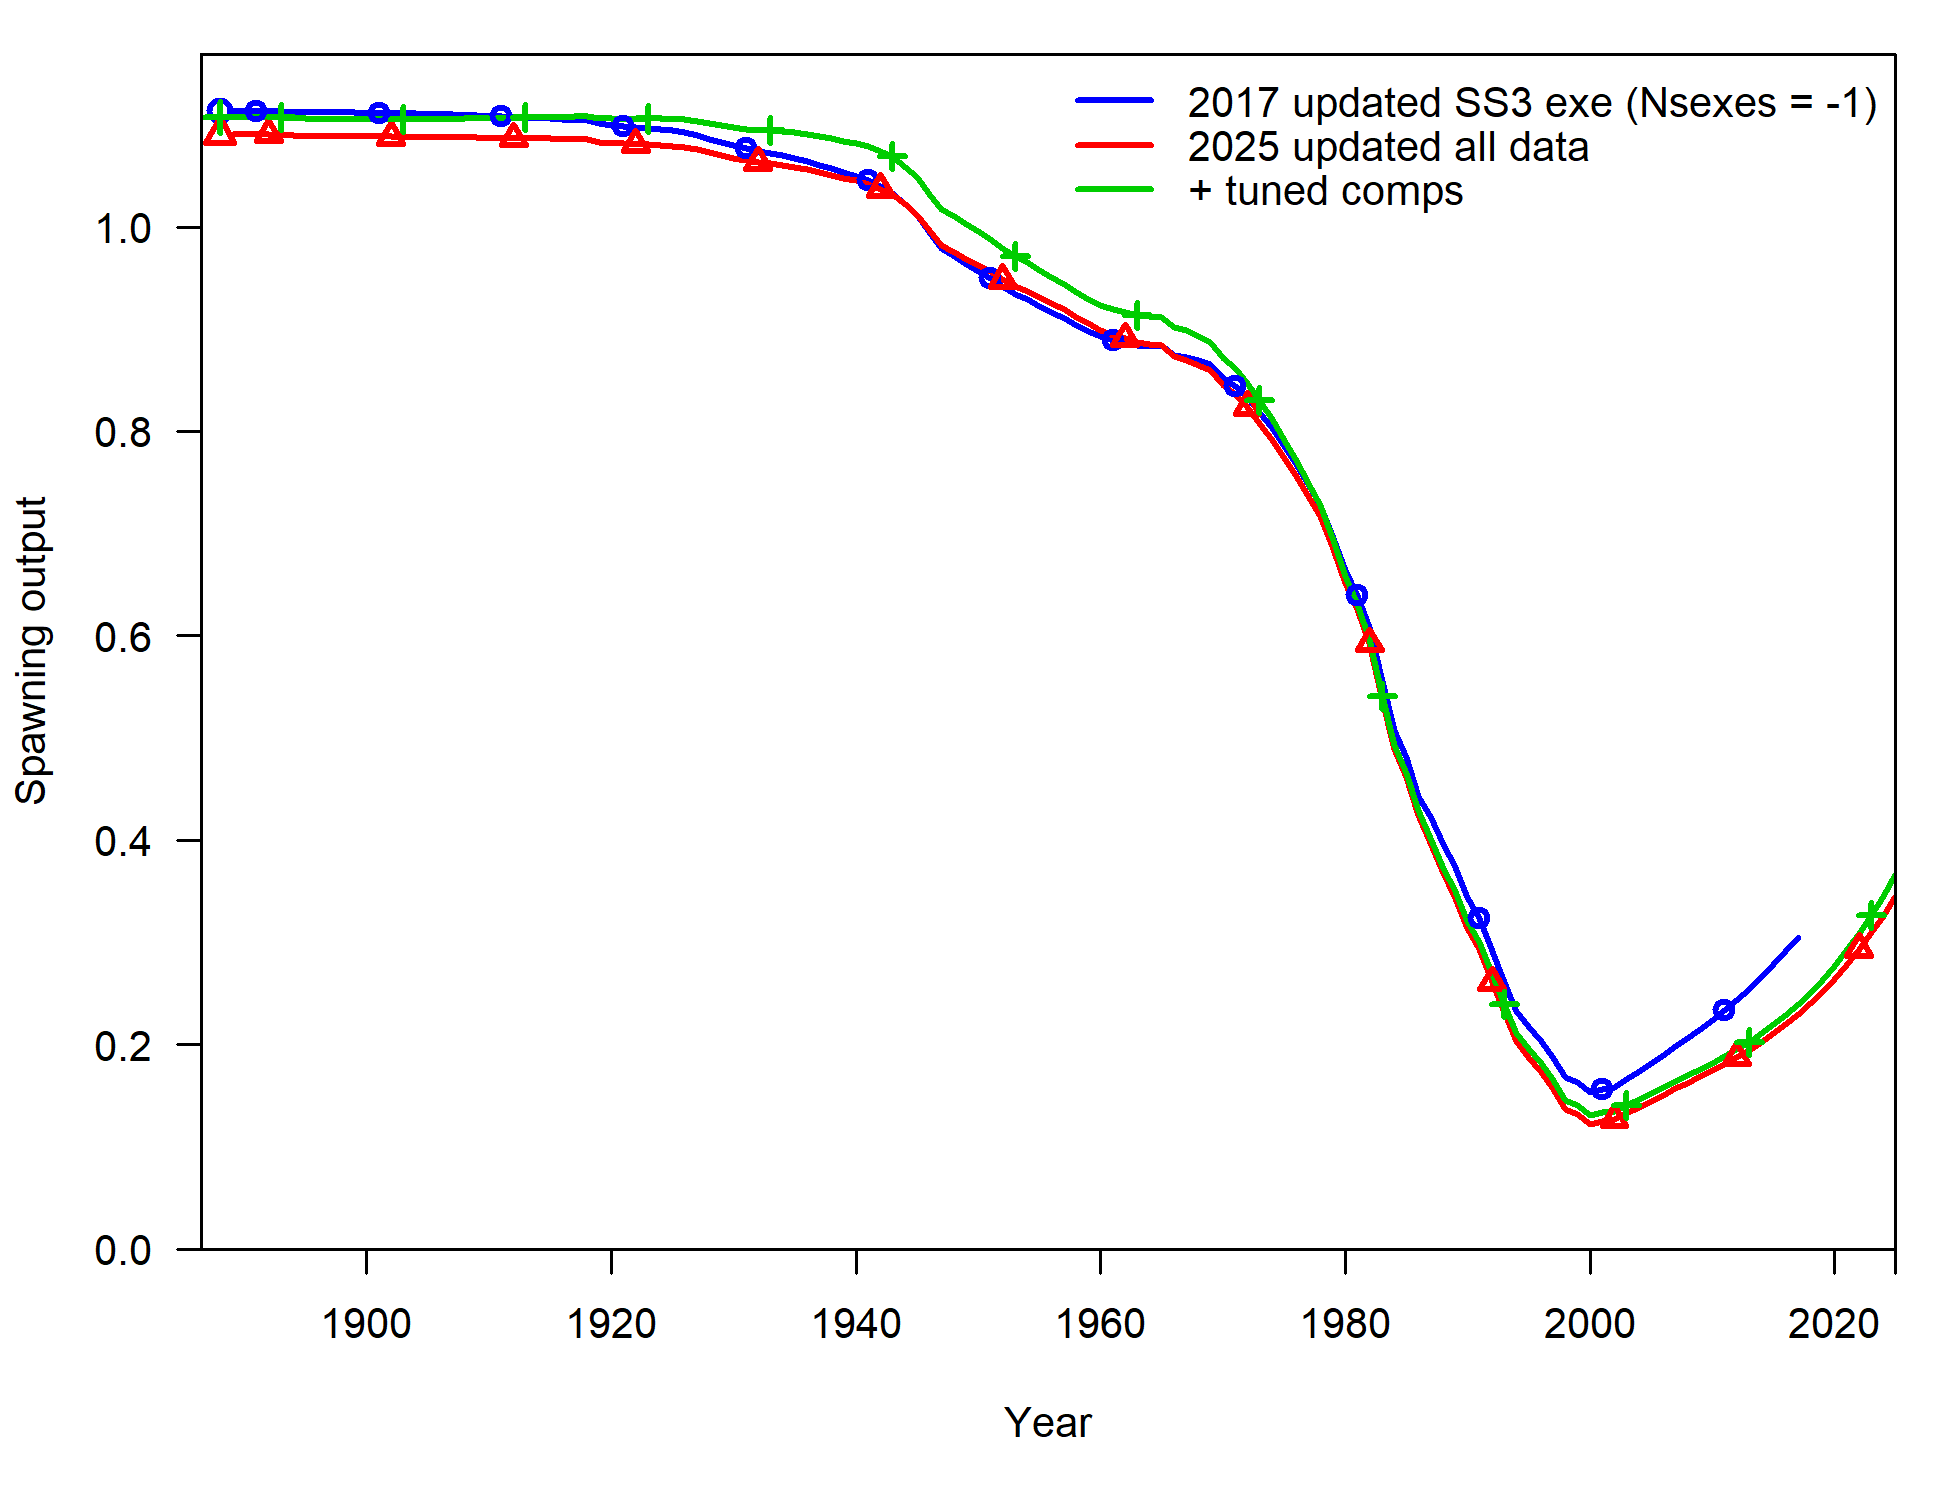 2017 updated SS3 exe (Nsexes = -1)
2025 updated all data
+ tuned comps
Spawning output
1.0
0.8
0.6
0.4
0.2
0.0
1900 1920 1940 1960 1980 2000 2020
Year